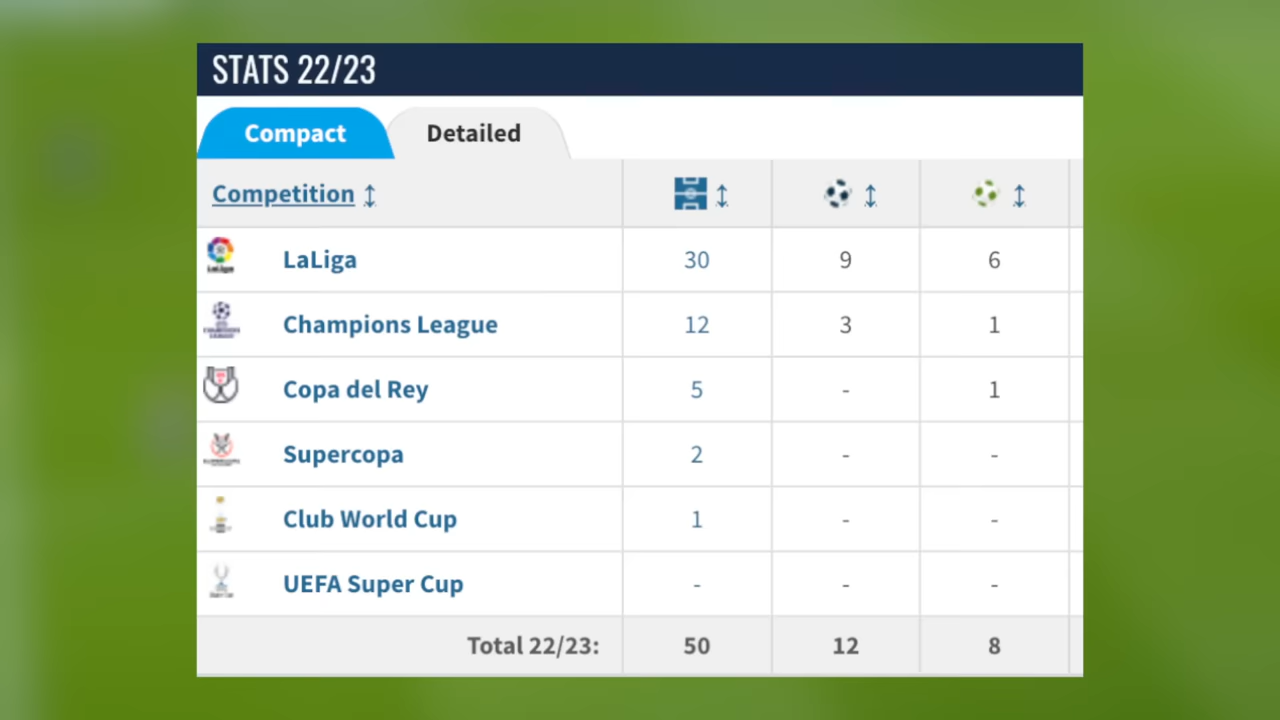 STATS 22/23
Compact Detailed
Competition
LaLiga 30 9 6
Champions League 12 3 1
Copa del Rey 5 - 1
Supercopa 2 - -
Club World Cup 1 - -
UEFA Super Cup - - -
Total 22/23: 50 12 8